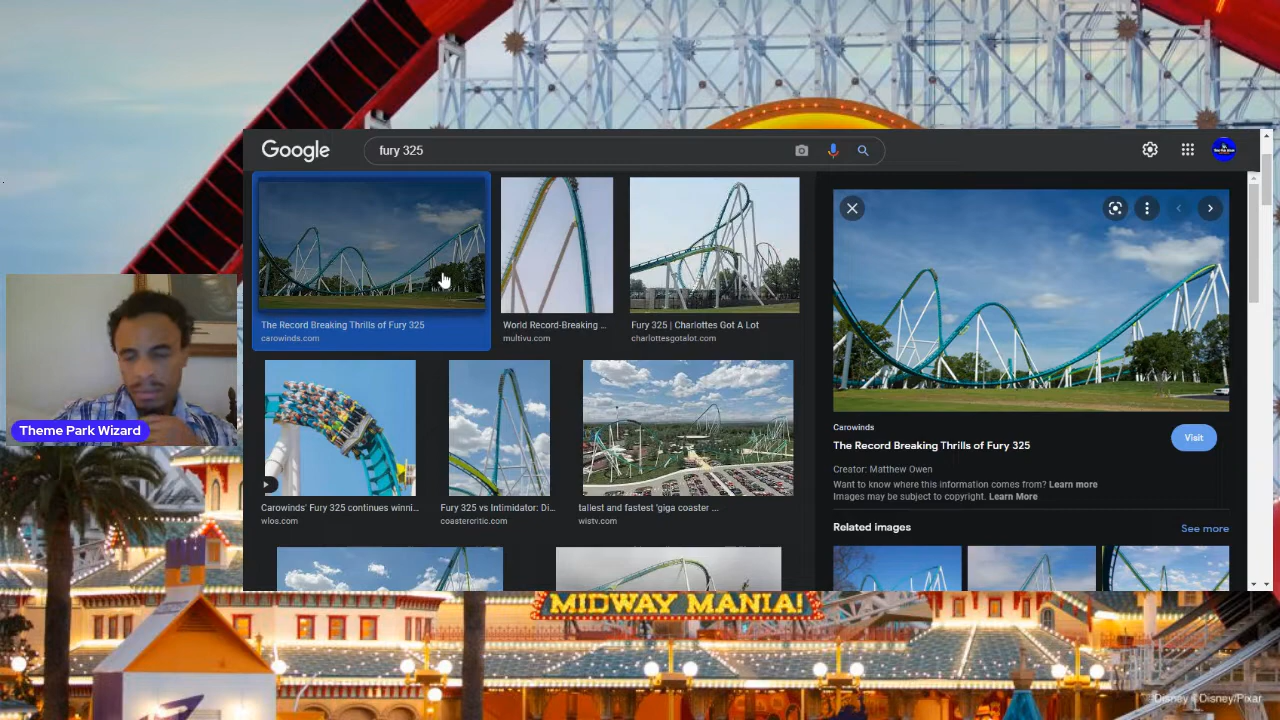 Google
fury 325
The Record Breaking Thrills of Fury 325
carowinds.com
World Record-Breaking ...
multivu.com
Fury 325 | Charlottes Got A Lot
charlottesgotalot.com
Carowinds' Fury 325 continues winni...
wlos.com
Fury 325 vs Intimidator: Di...
coastercritic.com
tallest and fastest 'giga coaster ...
wistv.com
Carowinds
The Record Breaking Thrills of Fury 325
Visit
Creator: Matthew Owen
Want to know where this information comes from? Learn more
Images may be subject to copyright. Learn More
Related images
See more
Theme Park Wizard
MIDWAY MANIA!
©Disney ©Disney/Pixar